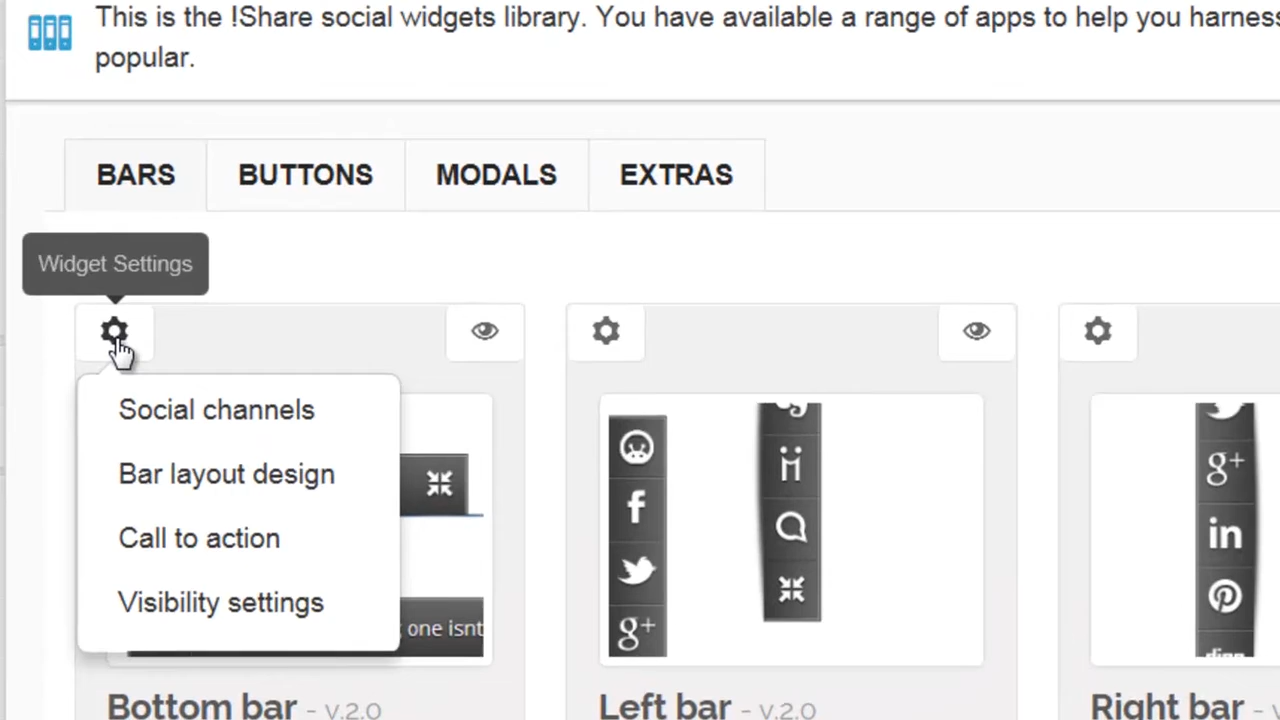 This is the !Share social widgets library. You have available a range of apps to help you harness
popular.
BARS BUTTONS MODALS EXTRAS
Widget Settings
Social channels
Bar layout design
Call to action
Visibility settings
one isnt
Bottom bar - v.2.0
Left bar - v.2.0
Right bar - v.2.0